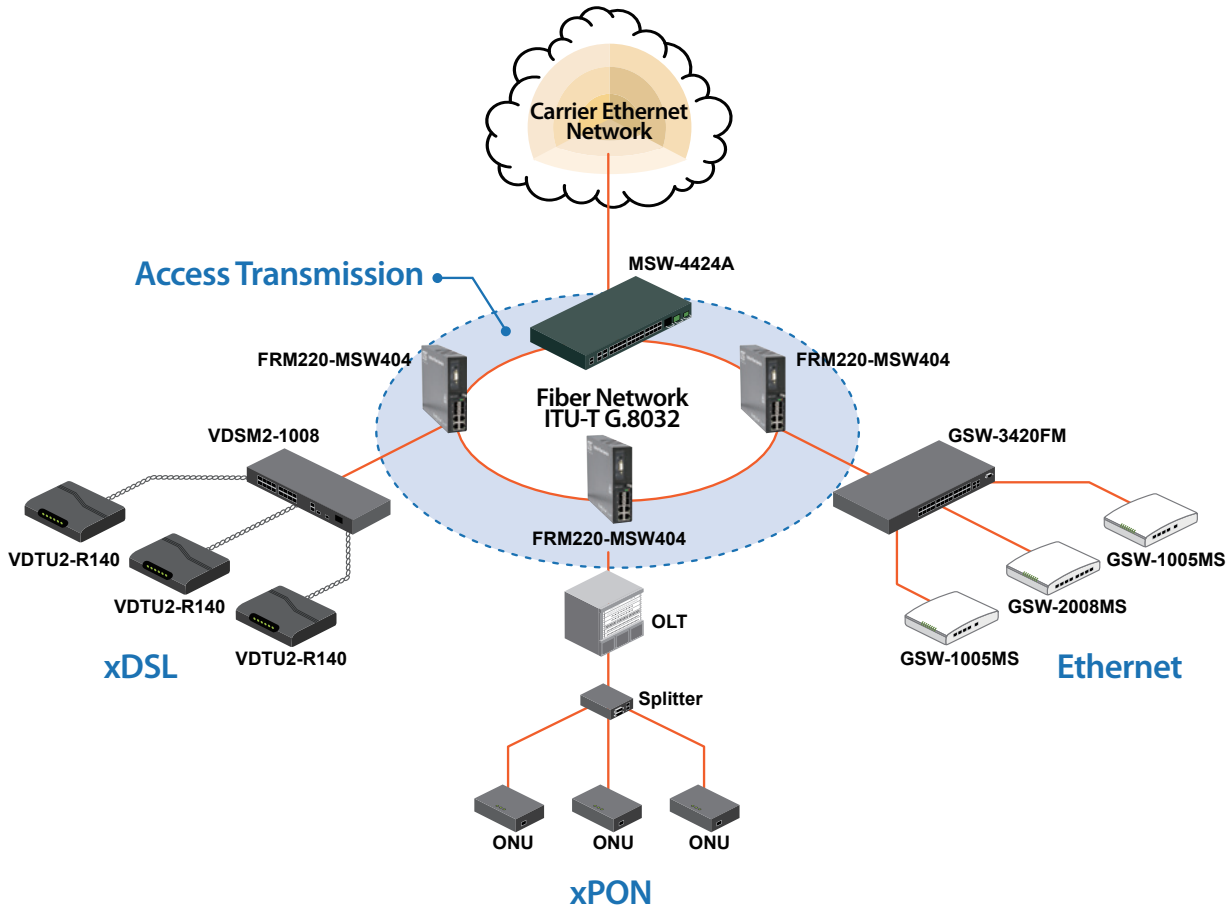 Carrier Ethernet
Network
MSW-4424A
Access Transmission
FRM220-MSW404
FRM220-MSW404
Fiber Network
ITU-T G.8032
VDSM2-1008
GSW-3420FM
FRM220-MSW404
VDTU2-R140
VDTU2-R140
VDTU2-R140
xDSL
GSW-1005MS
GSW-2008MS
GSW-1005MS
Ethernet
OLT
Splitter
ONU
ONU
ONU
xPON